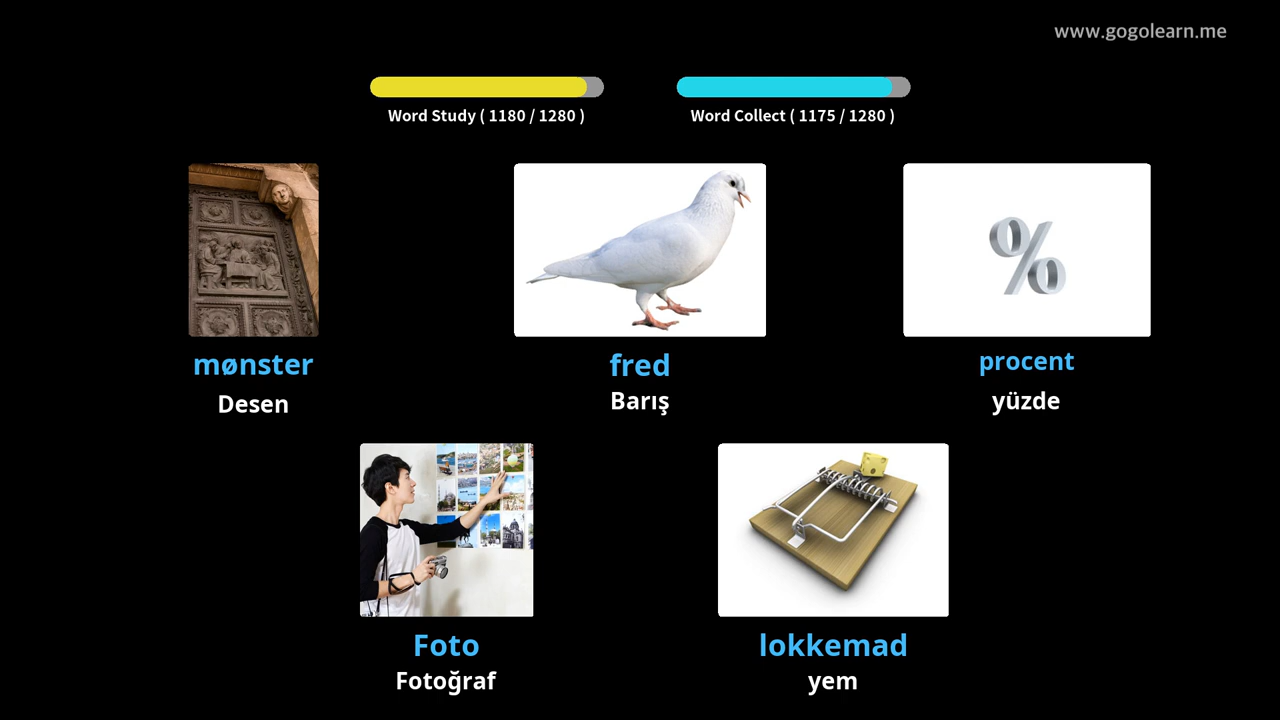 www.gogolearn.me
Word Study ( 1180 / 1280 )
Word Collect ( 1175 / 1280 )
mønster
Desen
fred
Barış
procent
yüzde
%
Foto
Fotoğraf
lokkemad
yem